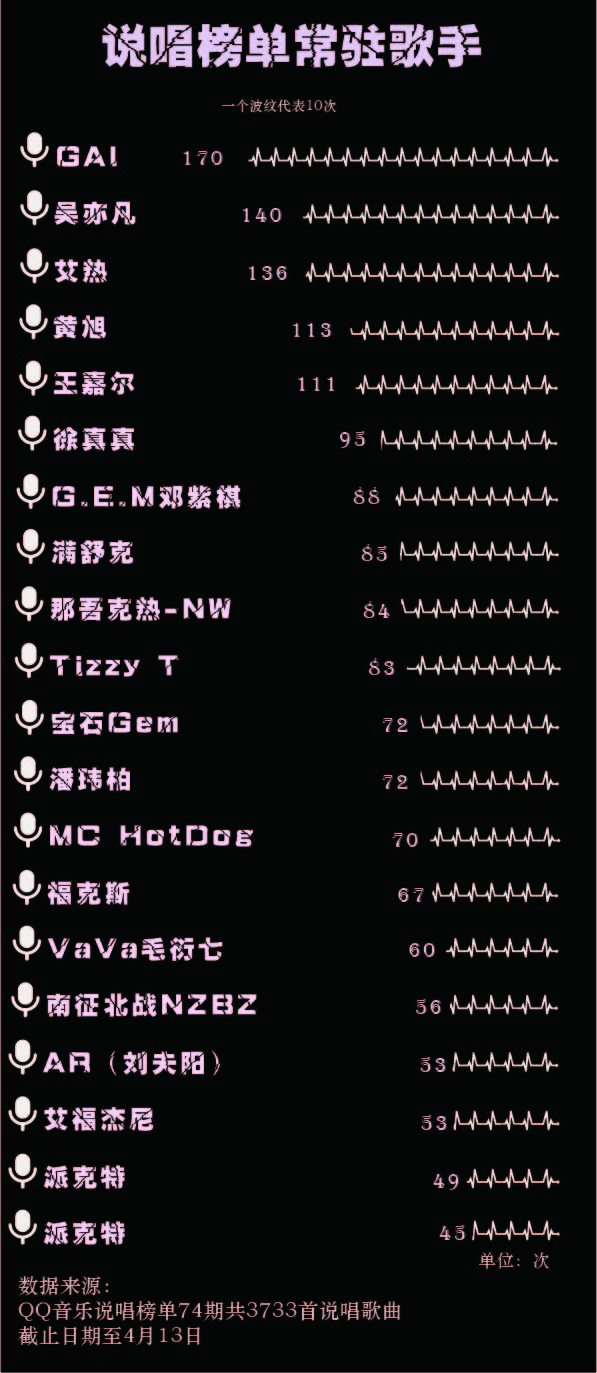 说唱榜单常驻歌手
一个波纹代表10次
GAI 170
吴亦凡 140
艾热 136
黄旭 113
王嘉尔 111
徐真真 95
G.E.M邓紫棋 88
满舒克 85
那吾克热-NW 84
Tizzy T 83
宝石Gem 72
潘玮柏 72
MC HotDog 70
福克斯 67
VaVa毛衍七 60
南征北战NZBZ 56
AR（刘夫阳） 53
艾福杰尼 53
派克特 49
派克特 45
单位：次
数据来源：
QQ音乐说唱榜单74期共3733首说唱歌曲
截止日期至4月13日